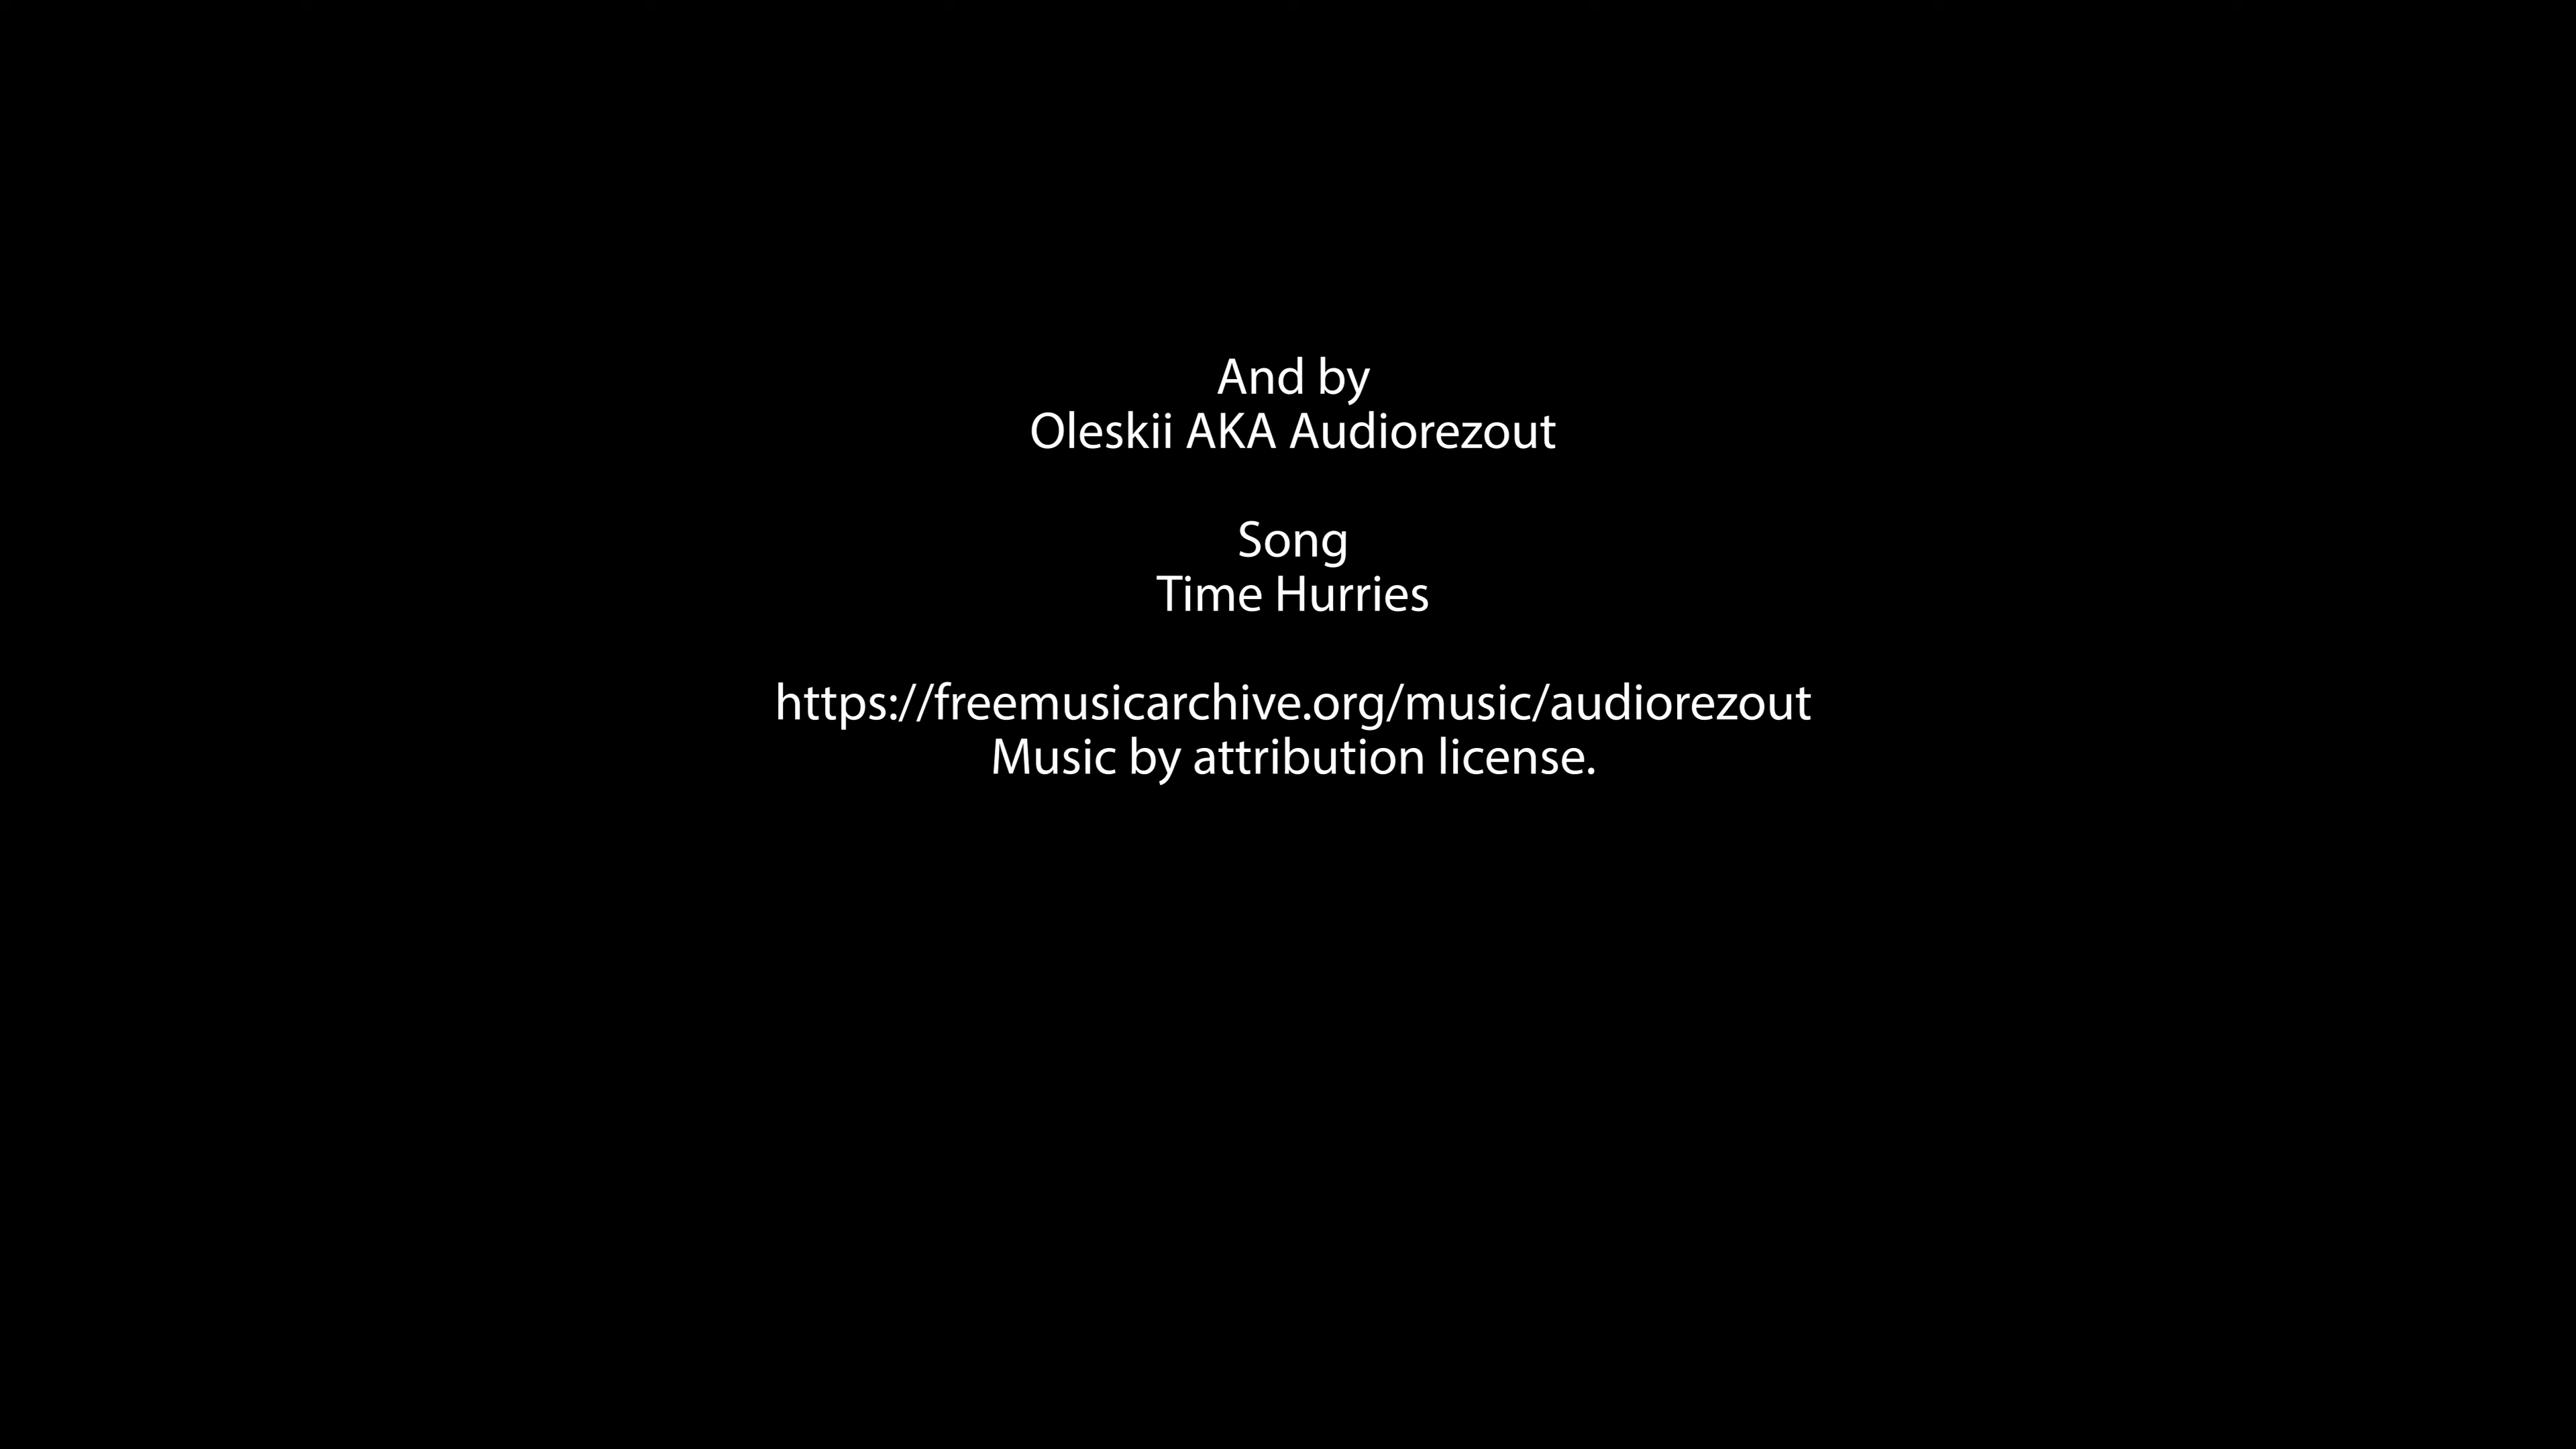 And by
Oleskii AKA Audiorezout
Song
Time Hurries
https://freemusicarchive.org/music/audiorezout
Music by attribution license.